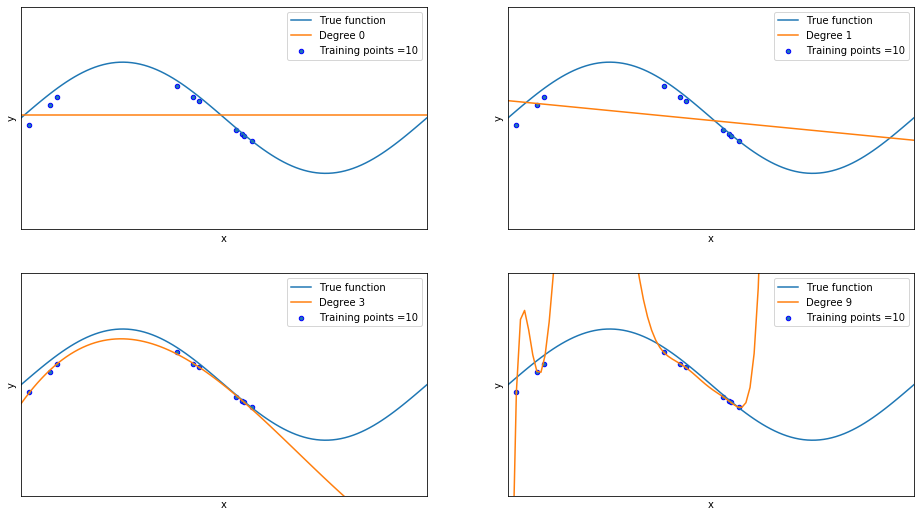 True function
Degree 0
Training points =10
y
x
True function
Degree 1
Training points =10
y
x
True function
Degree 3
Training points =10
y
x
True function
Degree 9
Training points =10
y
x